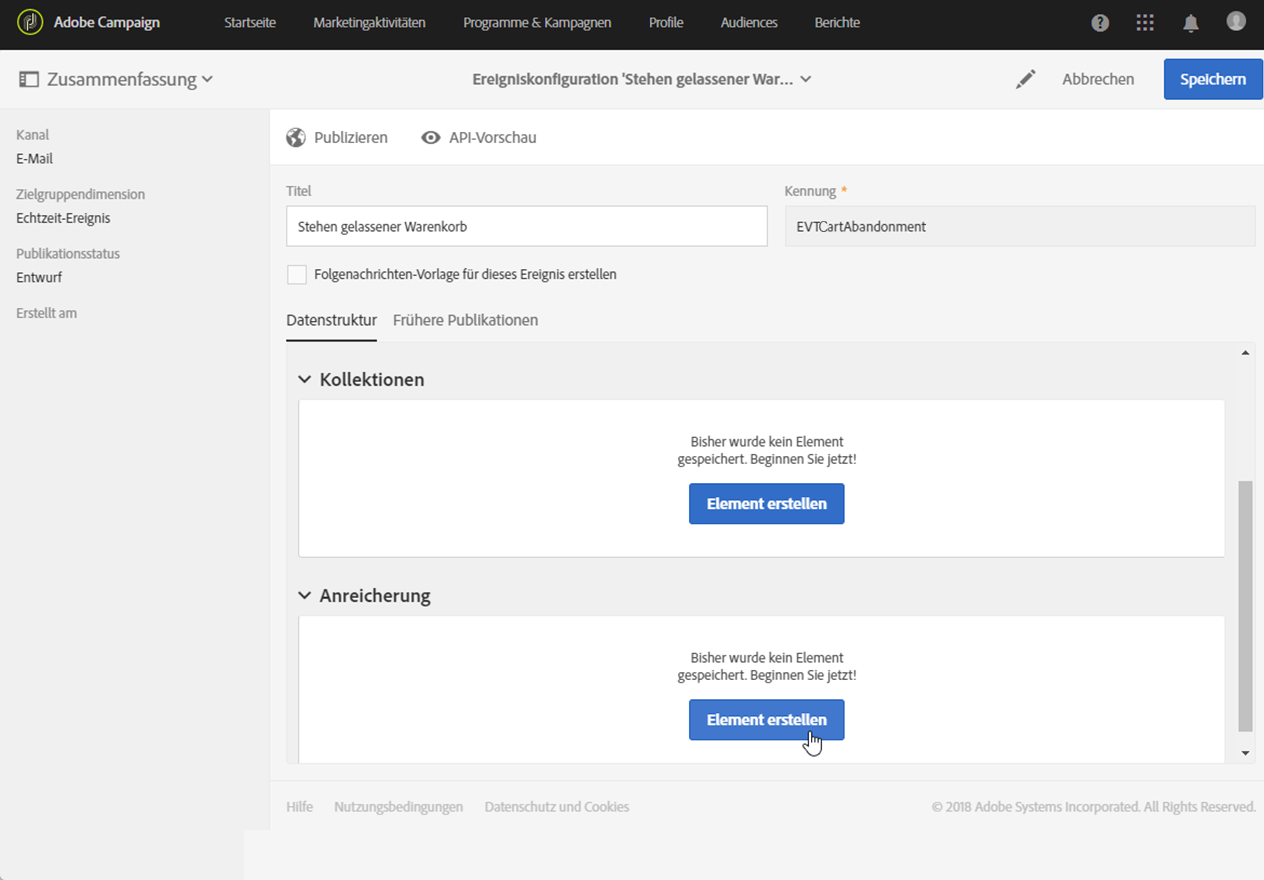 Adobe Campaign Startseite Marketingaktivitäten Programme & Kampagnen Profile Audiences Berichte
Zusammenfassung Ereigniskonfiguration 'Stehen gelassener War... Abbrechen Speichern
Kanal
E-Mail
Zielgruppendimension
Echtzeit-Ereignis
Publikationsstatus
Entwurf
Erstellt am
Publizieren API-Vorschau
Titel Kennung *
Stehen gelassener Warenkorb EVTCartAbandonment
Folgenachrichten-Vorlage für dieses Ereignis erstellen
Datenstruktur Frühere Publikationen
Kollektionen
Bisher wurde kein Element
gespeichert. Beginnen Sie jetzt!
Element erstellen
Anreicherung
Bisher wurde kein Element
gespeichert. Beginnen Sie jetzt!
Element erstellen
Hilfe Nutzungsbedingungen Datenschutz und Cookies © 2018 Adobe Systems Incorporated. All Rights Reserved.